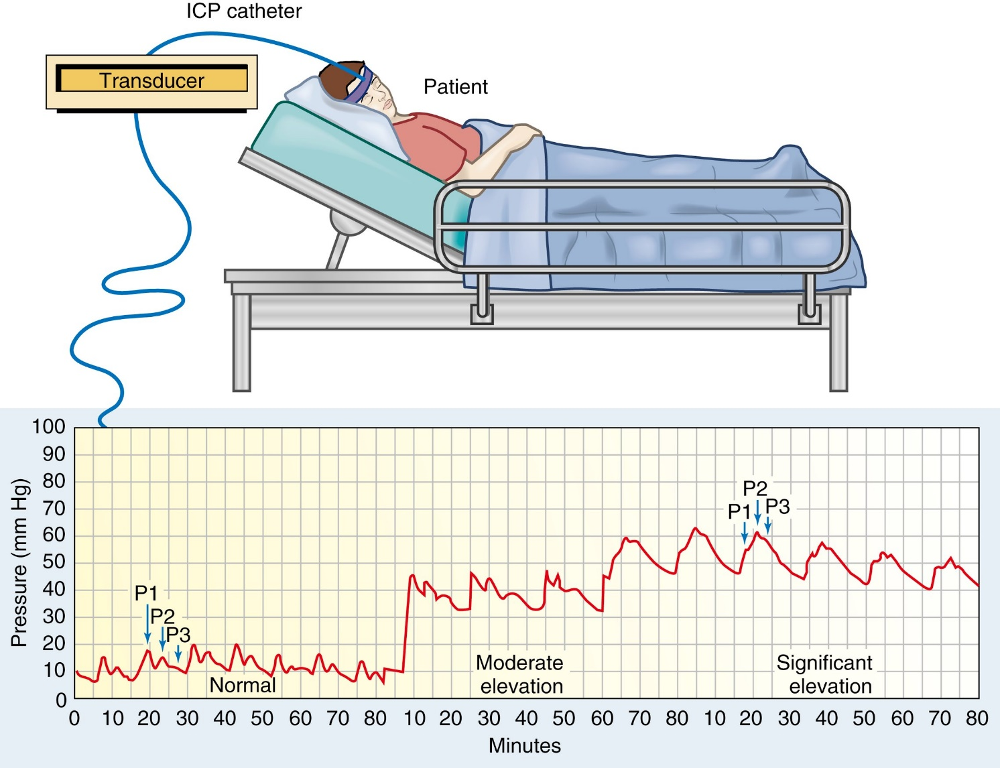 ICP catheter
Transducer
Patient
100
90
80
70
60
50
40
30
20
10
0
Pressure (mm Hg)
P1
P2
P3
Normal
Moderate
elevation
P2
P1
P3
Significant
elevation
0 10 20 30 40 50 60 70 80 10 20 30 40 50 60 70 80 10 20 30 40 50 60 70 80
Minutes